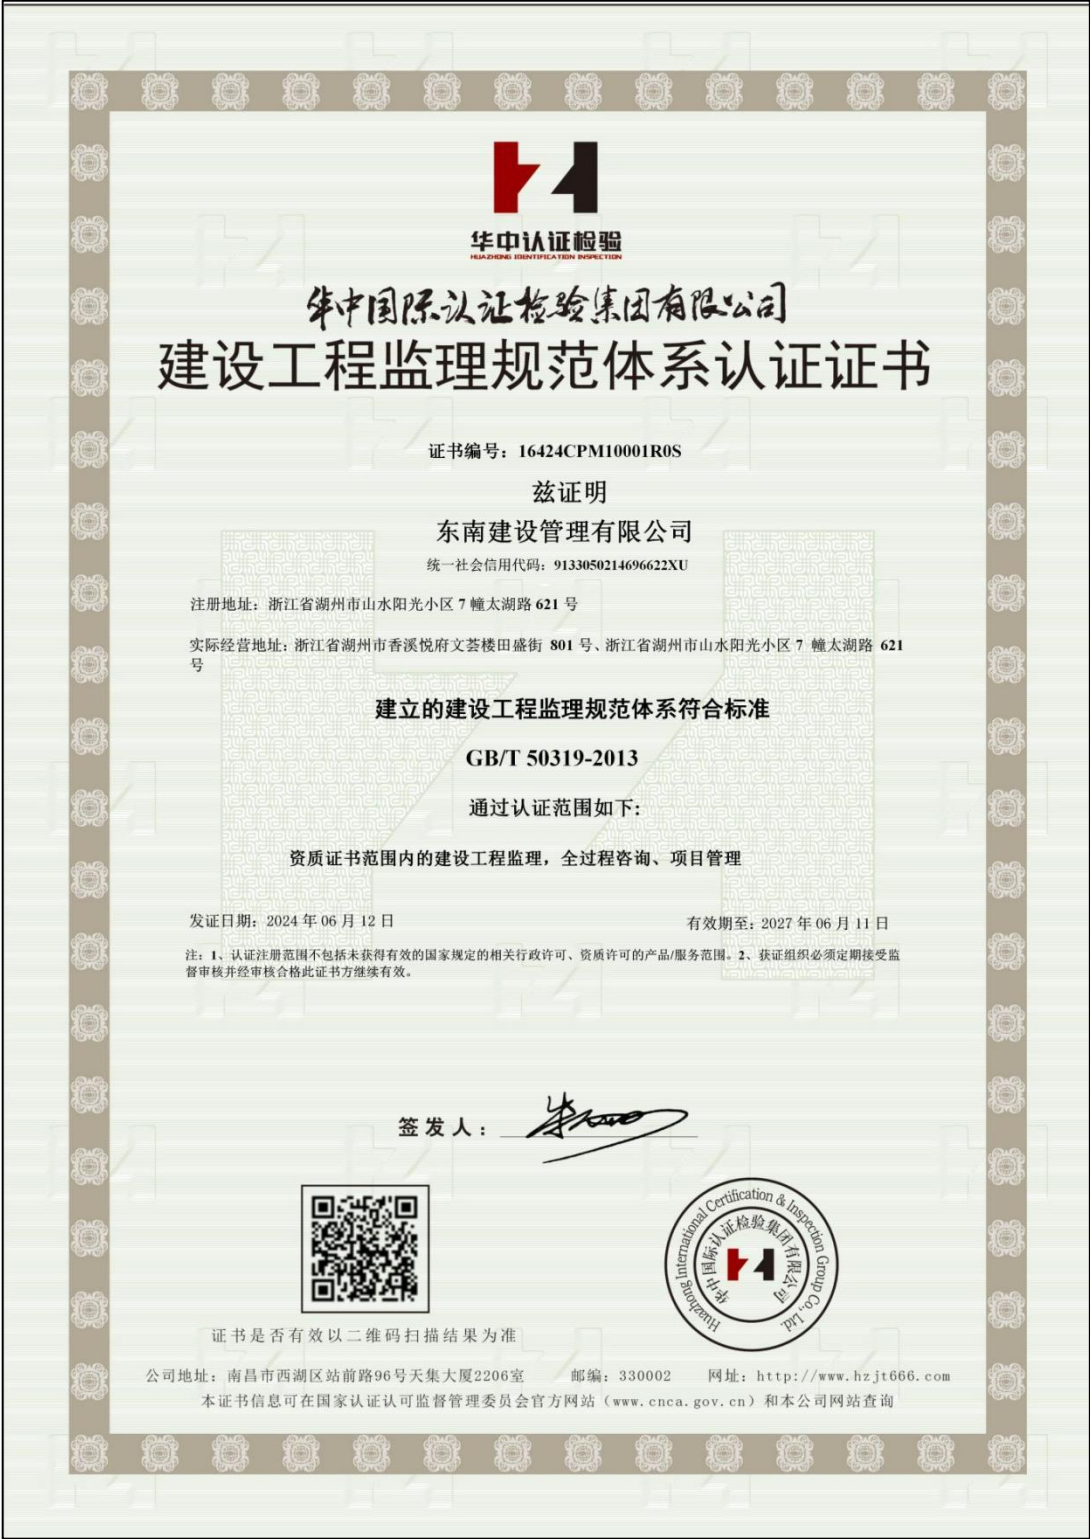 华中认证检验
HUAZHONG IDENTIFICATION INSPECTION
华中国际认证检验集团有限公司
建设工程监理规范体系认证证书
证书编号：16424CPM10001R0S
兹证明
东南建设管理有限公司
统一社会信用代码：9133050214696622XU
注册地址：浙江省湖州市山水阳光小区 7 幢太湖路 621 号
实际经营地址：浙江省湖州市香溪悦府文荟楼田盛街 801 号、浙江省湖州市山水阳光小区 7 幢太湖路 621
号
建立的建设工程监理规范体系符合标准
GB/T 50319-2013
通过认证范围如下:
资质证书范围内的建设工程监理，全过程咨询、项目管理
发证日期：2024 年 06 月 12 日 有效期至：2027 年 06 月 11 日
注：1、认证注册范围不包括未获得有效的国家规定的相关行政许可、资质许可的产品/服务范围。2、获证组织必须定期接受监
督审核并经审核合格此证书方继续有效。
签发人：
Huazhong International Certification & Inspection Group Co., Ltd.
华中国际认证检验集团有限公司
证书是否有效以二维码扫描结果为准
公司地址：南昌市西湖区站前路96号天集大厦2206室 邮编：330002 网址：http://www.hzjt666.com
本证书信息可在国家认证认可监督管理委员会官方网站（www.cnca.gov.cn）和本公司网站查询